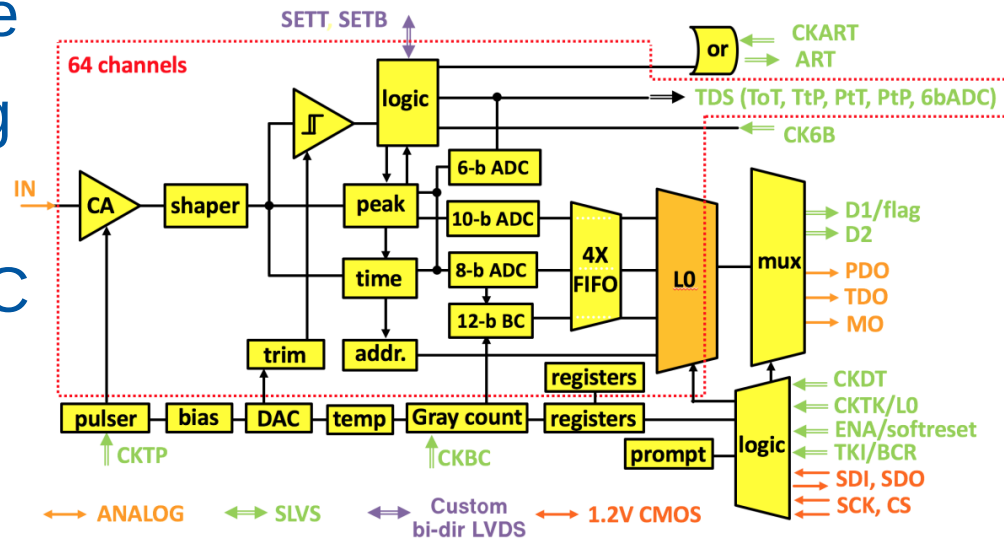 e
g
C
SETT, SETB
64 channels
CKART
or
ART
logic
TDS (ToT, TtP, PtT, PtP, 6bADC)
CK6B
6-b ADC
IN
CA
shaper
peak
10-b ADC
D1/flag
D2
4X
FIFO
L0
mux
time
8-b ADC
PDO
TDO
MO
12-b BC
trim
addr.
registers
CKDT
pulser
bias
DAC
temp
Gray count
registers
CKTK/L0
ENA/softreset
logic
TKI/BCR
CKTP
CKBC
prompt
SDI, SDO
SCK, CS
ANALOG
SLVS
Custom
bi-dir LVDS
1.2V CMOS